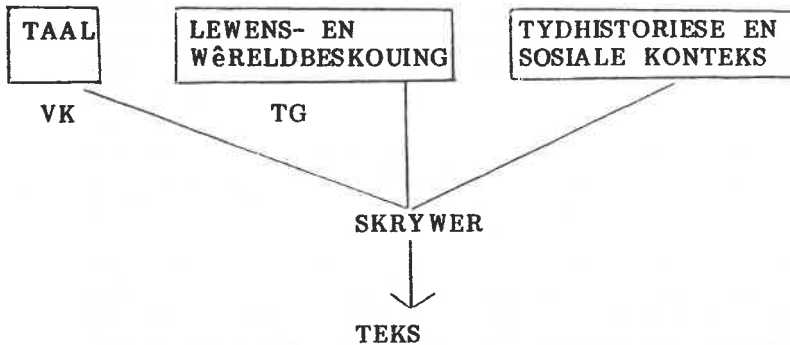 TAAL
LEWENS- EN
WêRELDBESKOUING
TYDHISTORIESE EN
SOSIALE KONTEKS
VK
TG
SKRYWER
TEKS